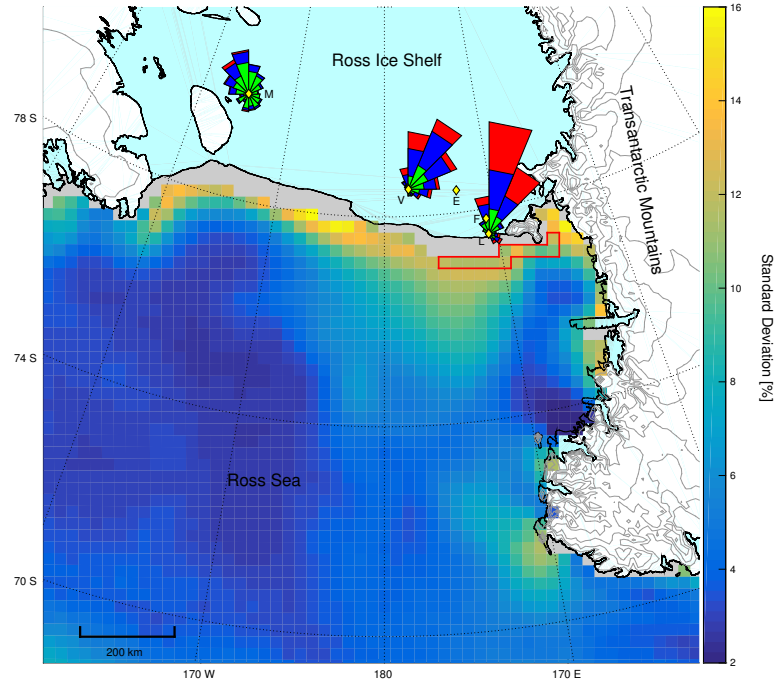 16
Ross Ice Shelf
M
14
Transantarctic Mountains
78 S
V
E
12
F
L
Standard Deviation [%]
10
74 S
8
6
Ross Sea
4
70 S
200 km
2
170 W
180
170 E